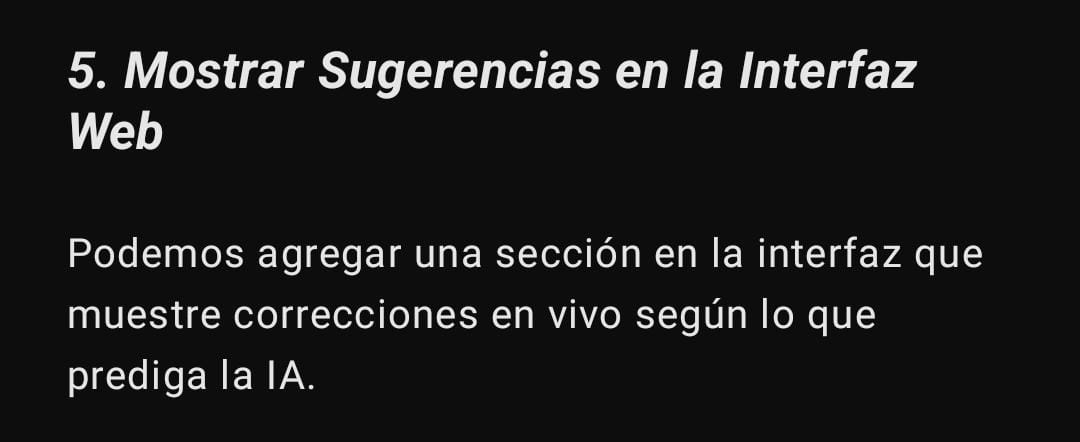 5. Mostrar Sugerencias en la Interfaz
Web
Podemos agregar una sección en la interfaz que
muestre correcciones en vivo según lo que
prediga la IA.